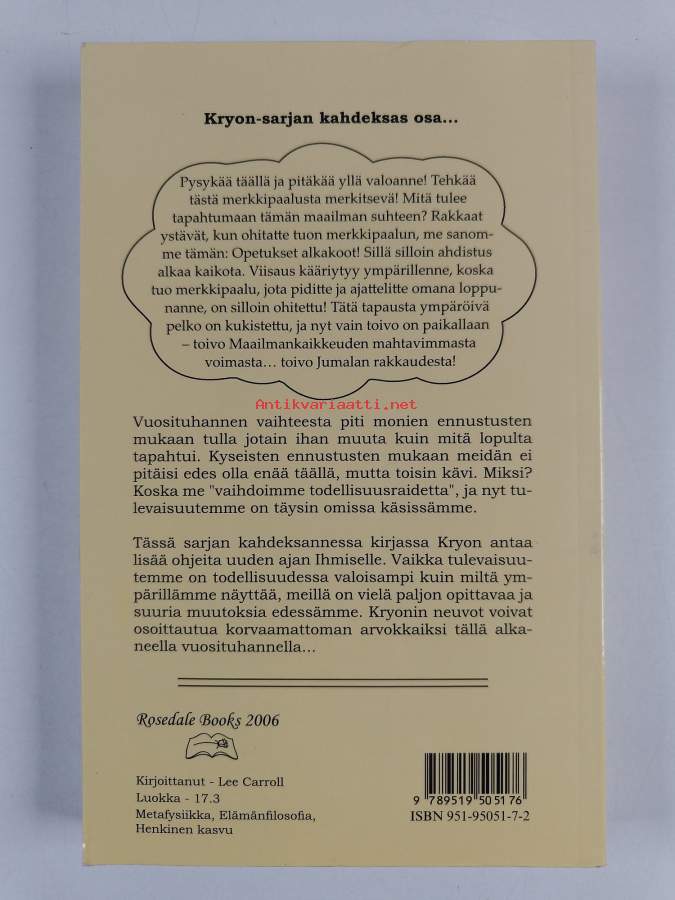 Kryon-sarjan kahdeksas osa...
Pysykää täällä ja pitäkää yllä valoanne! Tehkää
tästä merkkipaalusta merkitsevä! Mitä tulee
tapahtumaan tämän maailman suhteen? Rakkaat
ystävät, kun ohitatte tuon merkkipaalun, me sanom-
me tämän: Opetukset alkakoot! Sillä silloin ahdistus
alkaa kaikota. Viisaus kääriytyy ympärillenne, koska
tuo merkkipaalu, jota piditte ja ajattelitte omana loppu-
nanne, on silloin ohitettu! Tätä tapausta ympäröivä
pelko on kukistettu, ja nyt vain toivo on paikallaan
– toivo Maailmankaikkeuden mahtavimmasta
voimasta... toivo Jumalan rakkaudesta!
Antikvariaatti.net
Vuosituhannen vaihteesta piti monien ennustusten
mukaan tulla jotain ihan muuta kuin mitä lopulta
tapahtui. Kyseisten ennustusten mukaan meidän ei
pitäisi edes olla enää täällä, mutta toisin kävi. Miksi?
Koska me "vaihdoimme todellisuusraidetta", ja nyt tu-
levaisuutemme on täysin omissa käsissämme.
Tässä sarjan kahdeksannessa kirjassa Kryon antaa
lisää ohjeita uuden ajan Ihmiselle. Vaikka tulevaisuu-
temme on todellisuudessa valoisampi kuin miltä ym-
pärillämme näyttää, meillä on vielä paljon opittavaa ja
suuria muutoksia edessämme. Kryonin neuvot voivat
osoittautua korvaamattoman arvokkaiksi tällä alka-
neella vuosituhannella...
Rosedale Books 2006
Kirjoittanut - Lee Carroll
Luokka - 17.3
Metafysiikka, Elämänfilosofia,
Henkinen kasvu
9 789519 505176
ISBN 951-95051-7-2